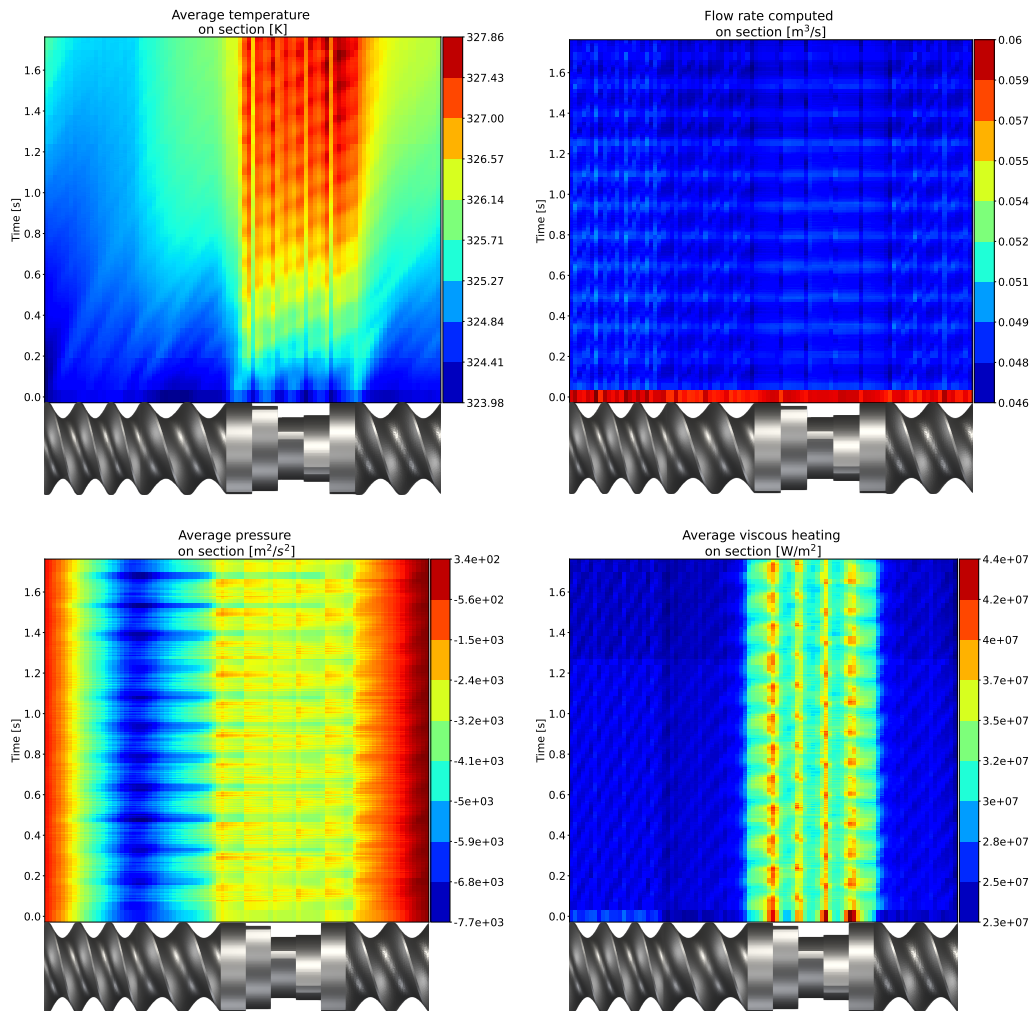 Average temperature
on section [K]
327.86
327.43
327.00
326.57
326.14
325.71
325.27
324.84
324.41
323.98
1.6
1.4
1.2
1.0
0.8
0.6
0.4
0.2
0.0
Time [s]
Flow rate computed
on section [m³/s]
0.06
0.059
0.057
0.055
0.054
0.052
0.051
0.049
0.048
0.046
1.6
1.4
1.2
1.0
0.8
0.6
0.4
0.2
0.0
Time [s]
Average pressure
on section [m²/s²]
3.4e+02
-5.6e+02
-1.5e+03
-2.4e+03
-3.2e+03
-4.1e+03
-5e+03
-5.9e+03
-6.8e+03
-7.7e+03
1.6
1.4
1.2
1.0
0.8
0.6
0.4
0.2
0.0
Time [s]
Average viscous heating
on section [W/m²]
4.4e+07
4.2e+07
4e+07
3.7e+07
3.5e+07
3.2e+07
3e+07
2.8e+07
2.5e+07
2.3e+07
1.6
1.4
1.2
1.0
0.8
0.6
0.4
0.2
0.0
Time [s]